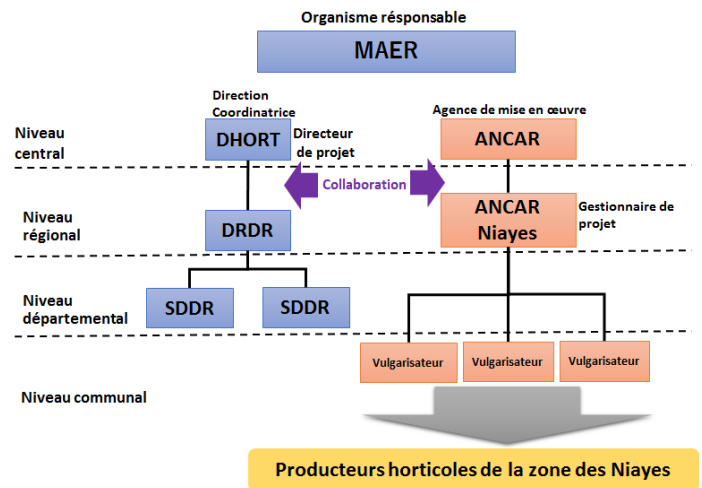 Organisme résponsable
MAER
Direction
Coordinatrice
Agence de mise en œuvre
Niveau
central
DHORT
Directeur
de projet
ANCAR
Collaboration
Niveau
régional
DRDR
ANCAR
Niayes
Gestionnaire de
projet
Niveau
départemental
SDDR
SDDR
Vulgarisateur
Vulgarisateur
Vulgarisateur
Niveau communal
Producteurs horticoles de la zone des Niayes